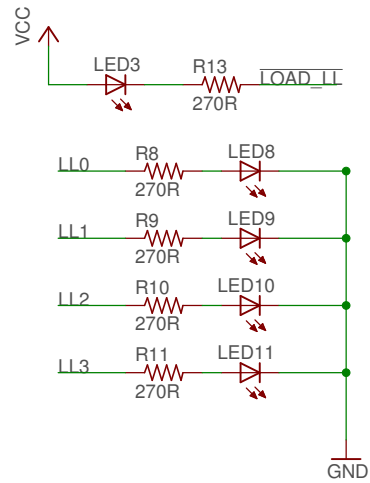 VCC
LED3
R13
270R
LOAD_LL
LL0
R8
270R
LED8
LL1
R9
270R
LED9
LL2
R10
270R
LED10
LL3
R11
270R
LED11
GND